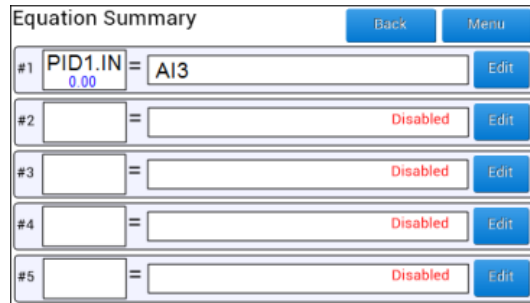 Equation Summary Back Menu
#1 PID1.IN = AI3 Edit
0.00
#2 = Disabled Edit
#3 = Disabled Edit
#4 = Disabled Edit
#5 = Disabled Edit